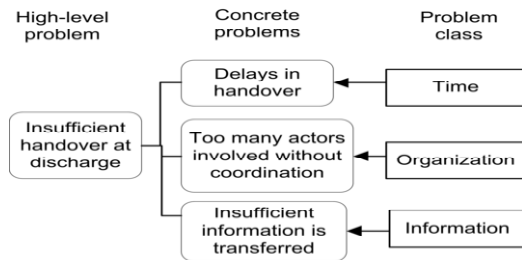 High-level problem
Concrete problems
Problem class
Delays in
handover
Time
Insufficient
handover at
discharge
Too many actors
involved without
coordination
Organization
Insufficient
information is
transferred
Information